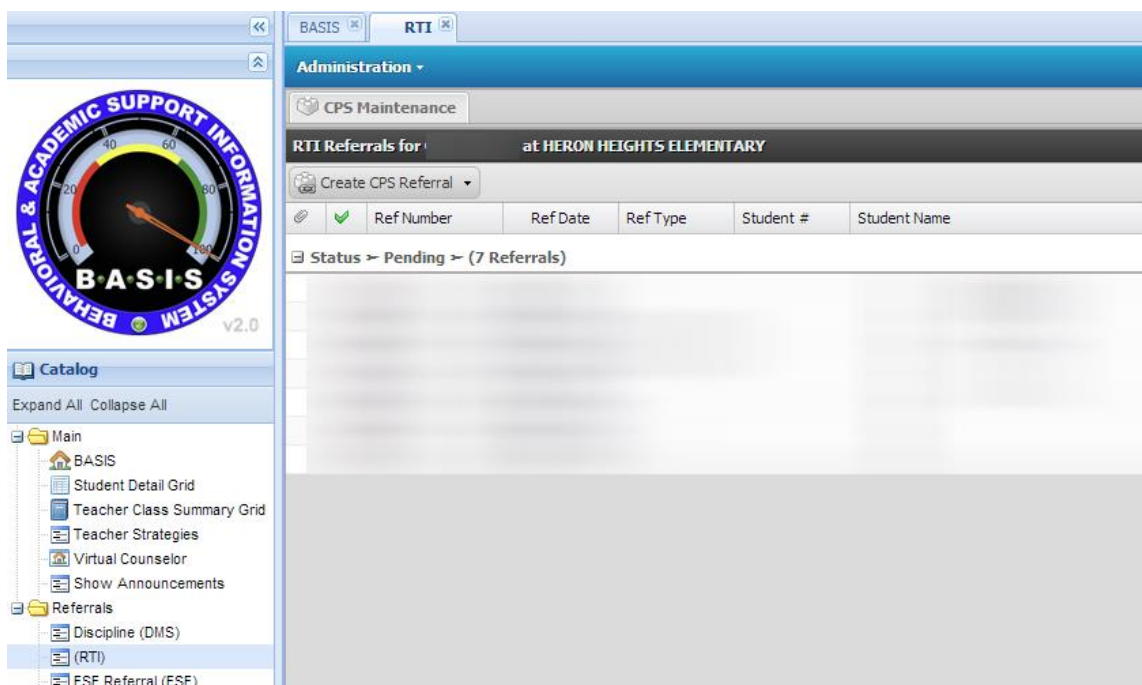 BASIS RTI
Administration
CPS Maintenance
RTI Referrals for at HERON HEIGHTS ELEMENTARY
Create CPS Referral
Ref Number Ref Date Ref Type Student # Student Name
Status ➢ Pending ➢ (7 Referrals)
BEHAVIORAL & ACADEMIC SUPPORT INFORMATION SYSTEM
0 20 40 60 80 100
B·A·S·I·S
v2.0
Catalog
Expand All Collapse All
Main
BASIS
Student Detail Grid
Teacher Class Summary Grid
Teacher Strategies
Virtual Counselor
Show Announcements
Referrals
Discipline (DMS)
(RTI)
ESE Referral (ESE)